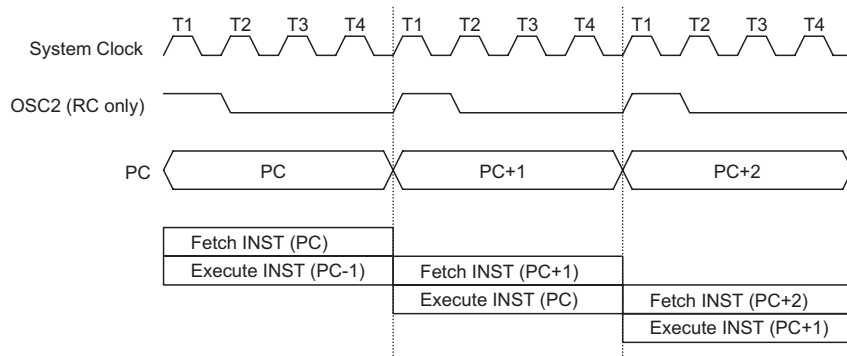 T1 T2 T3 T4 T1 T2 T3 T4 T1 T2 T3 T4
System Clock
OSC2 (RC only)
PC PC PC+1 PC+2
Fetch INST (PC)
Execute INST (PC-1) Fetch INST (PC+1)
Execute INST (PC) Fetch INST (PC+2)
Execute INST (PC+1)